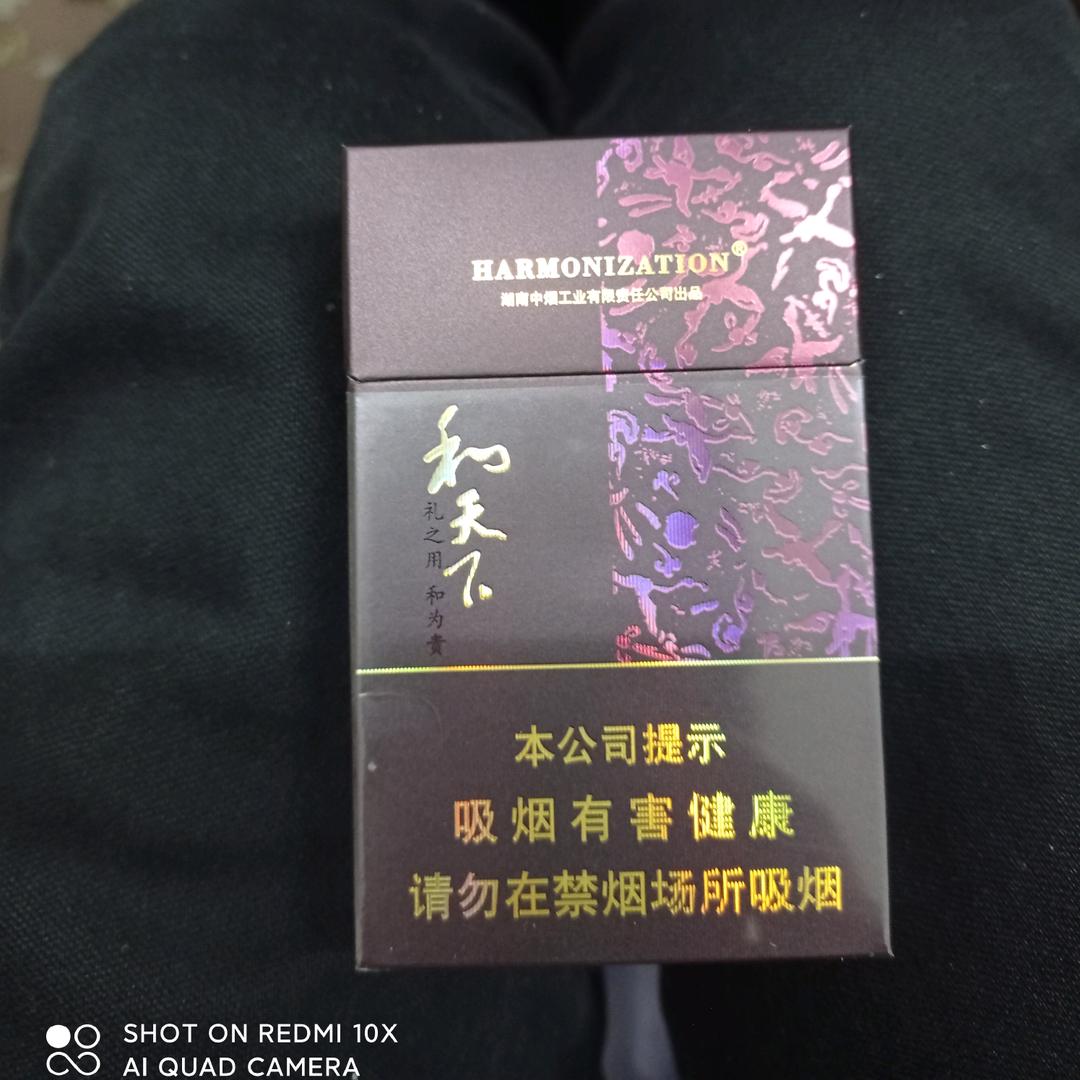 HARMONIZATION®
湖南中烟工业有限责任公司出品
和天下
礼之用 和为贵
本公司提示
吸烟有害健康
请勿在禁烟场所吸烟
SHOT ON REDMI 10X
AI QUAD CAMERA